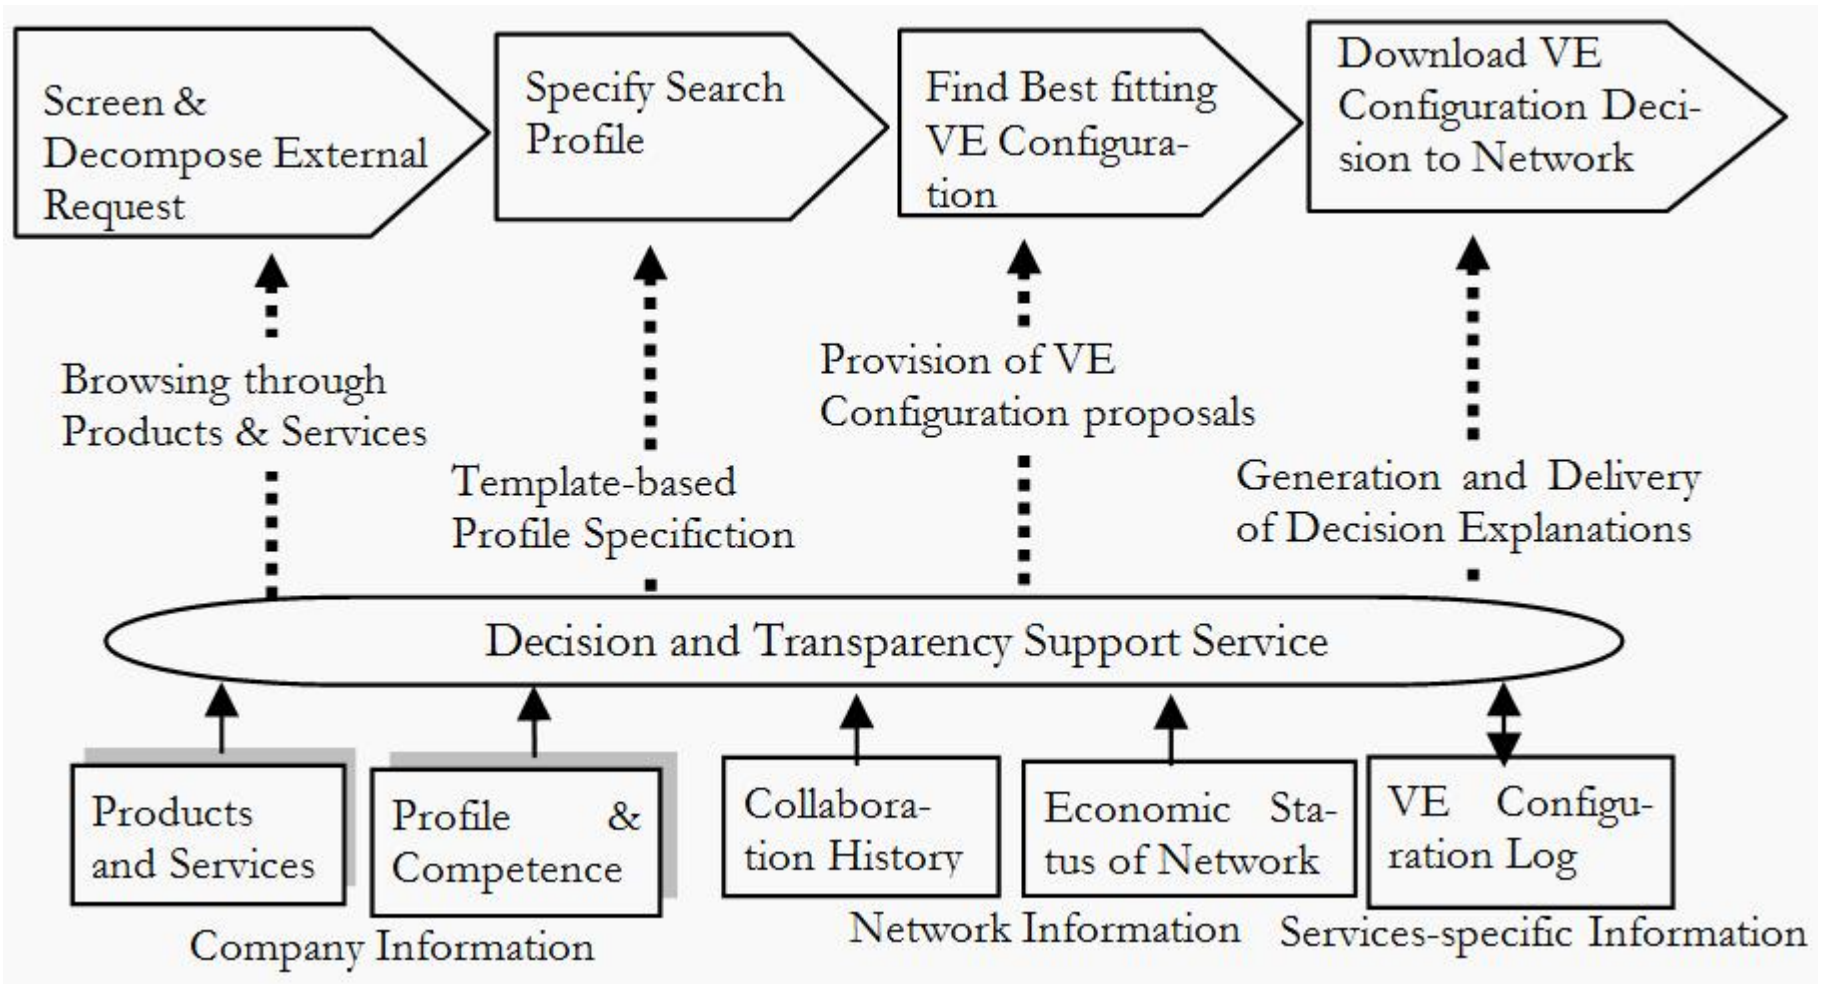 Screen &
Decompose External
Request
Specify Search
Profile
Find Best fitting
VE Configura-
tion
Download VE
Configuration Deci-
sion to Network
Browsing through
Products & Services
Template-based
Profile Specifiction
Provision of VE
Configuration proposals
Generation and Delivery
of Decision Explanations
Decision and Transparency Support Service
Products
and Services
Profile &
Competence
Collabora-
tion History
Economic Sta-
tus of Network
VE Configu-
ration Log
Company Information
Network Information
Services-specific Information